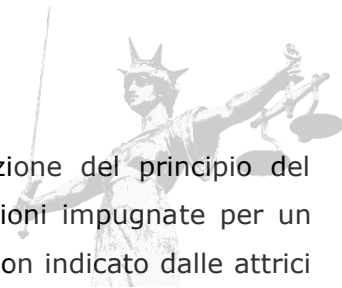 zione del principio del
ioni impugnate per un
on indicato dalle attrici